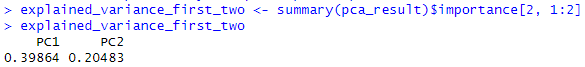 > explained_variance_first_two <- summary(pca_result)$importance[2, 1:2]
> explained_variance_first_two
    PC1     PC2
0.39864 0.20483